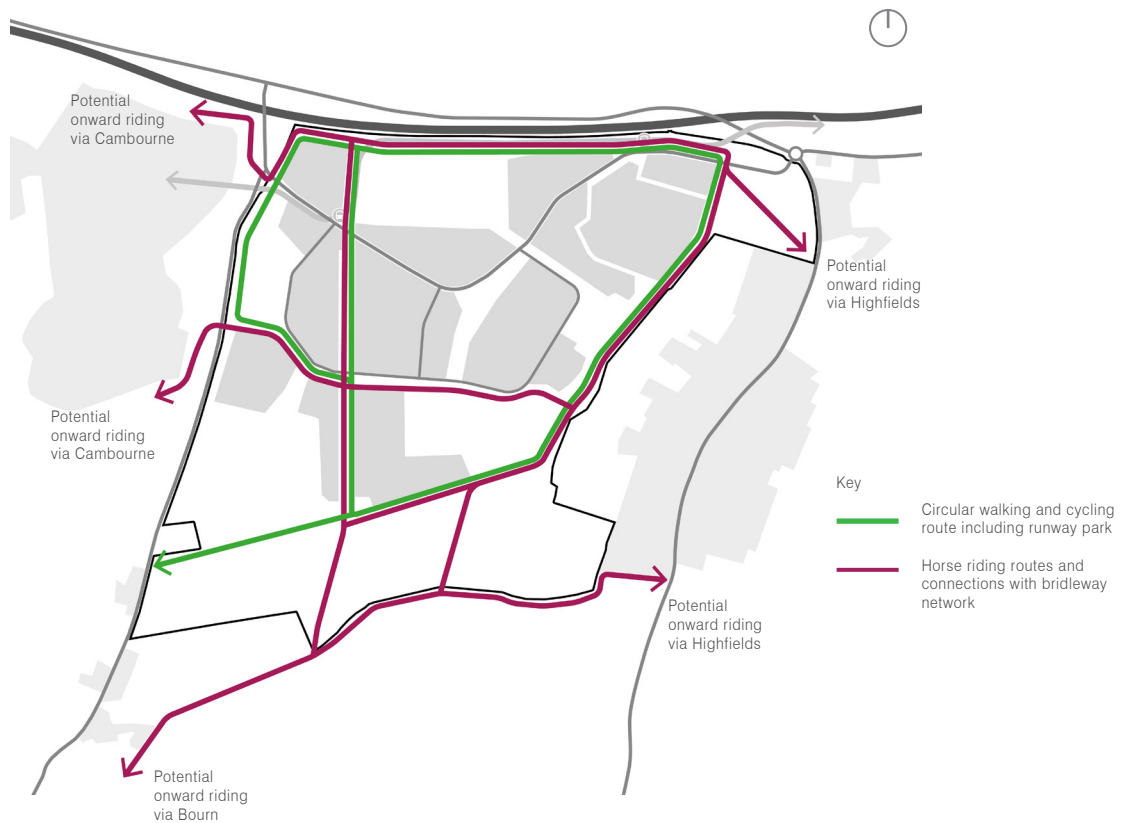 Potential
onward riding
via Cambourne
Potential
onward riding
via Highfields
Potential
onward riding
via Cambourne
Key
Circular walking and cycling
route including runway park
Horse riding routes and
connections with bridleway
network
Potential
onward riding
via Highfields
Potential
onward riding
via Bourn